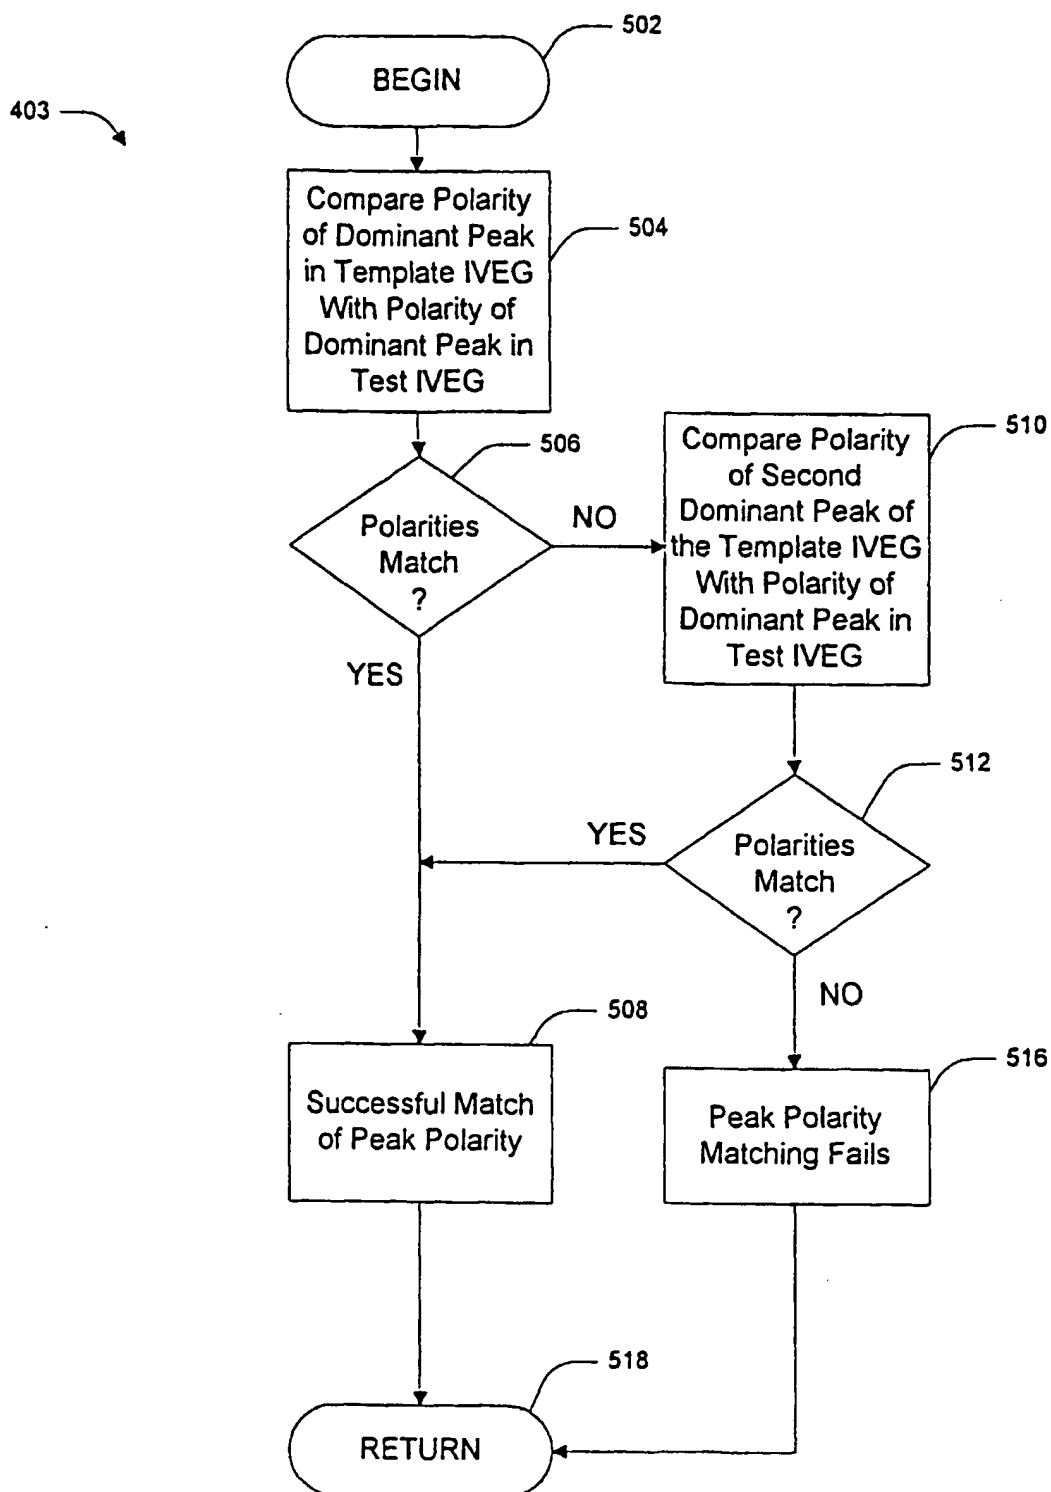 502
BEGIN
403
Compare Polarity
of Dominant Peak
in Template IVEG
With Polarity of
Dominant Peak in
Test IVEG
504
506
Polarities
Match
?
NO
YES
510
Compare Polarity
of Second
Dominant Peak of
the Template IVEG
With Polarity of
Dominant Peak in
Test IVEG
512
Polarities
Match
?
YES
NO
508
Successful Match
of Peak Polarity
516
Peak Polarity
Matching Fails
518
RETURN